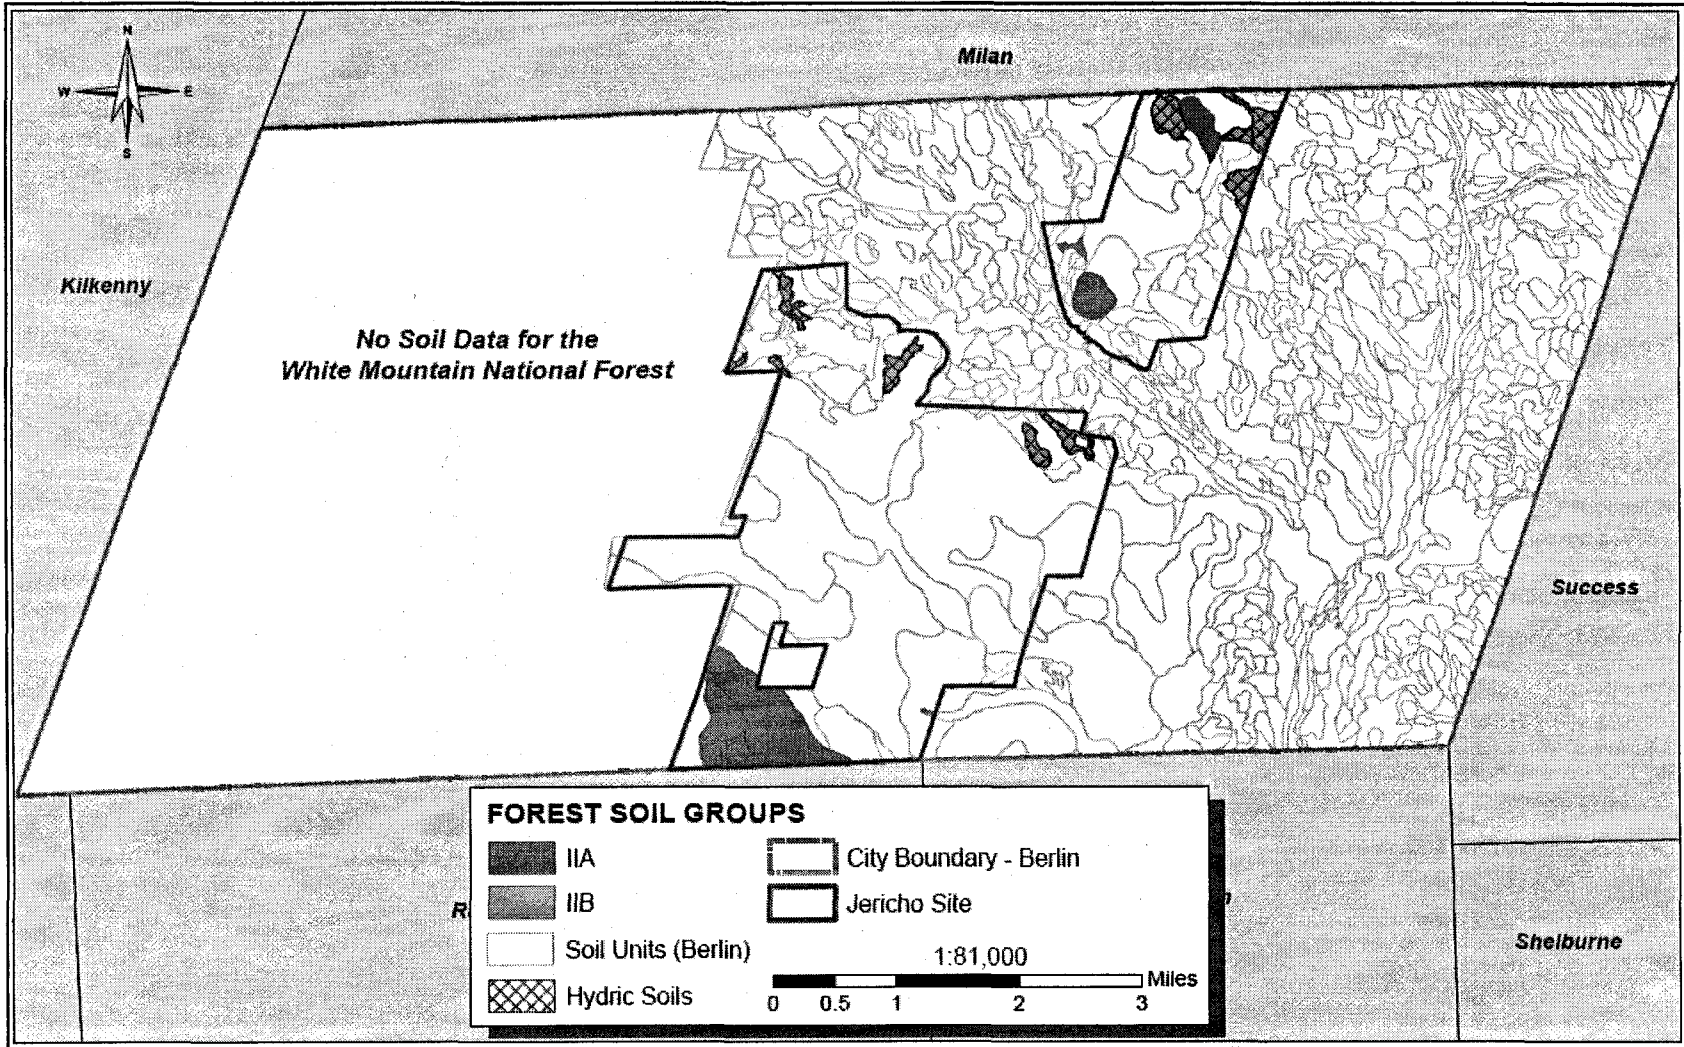 N
W E
S
Milan
Kilkenny
No Soil Data for the
White Mountain National Forest
Success
Shelburne
FOREST SOIL GROUPS
IIA
IIB
Soil Units (Berlin)
Hydric Soils
City Boundary - Berlin
Jericho Site
1:81,000
Miles
0 0.5 1 2 3